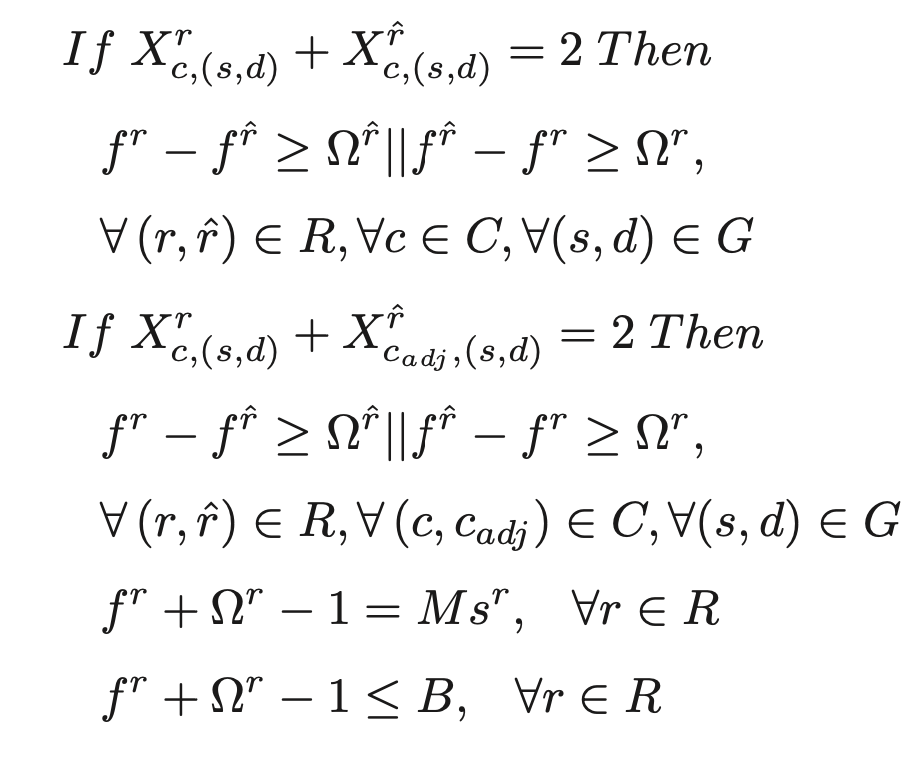 If X^r_{c,(s,d)} + X^{r̂}_{c,(s,d)} = 2 Then
f^r − f^{r̂} ≥ Ω^{r̂}||f^{r̂} − f^r ≥ Ω^r,
∀(r, r̂) ∈ R, ∀c ∈ C, ∀(s, d) ∈ G
If X^r_{c,(s,d)} + X^{r̂}_{c_{adj},(s,d)} = 2 Then
f^r − f^{r̂} ≥ Ω^{r̂}||f^{r̂} − f^r ≥ Ω^r,
∀(r, r̂) ∈ R, ∀(c, c_{adj}) ∈ C, ∀(s, d) ∈ G
f^r + Ω^r − 1 = Ms^r, ∀r ∈ R
f^r + Ω^r − 1 ≤ B, ∀r ∈ R